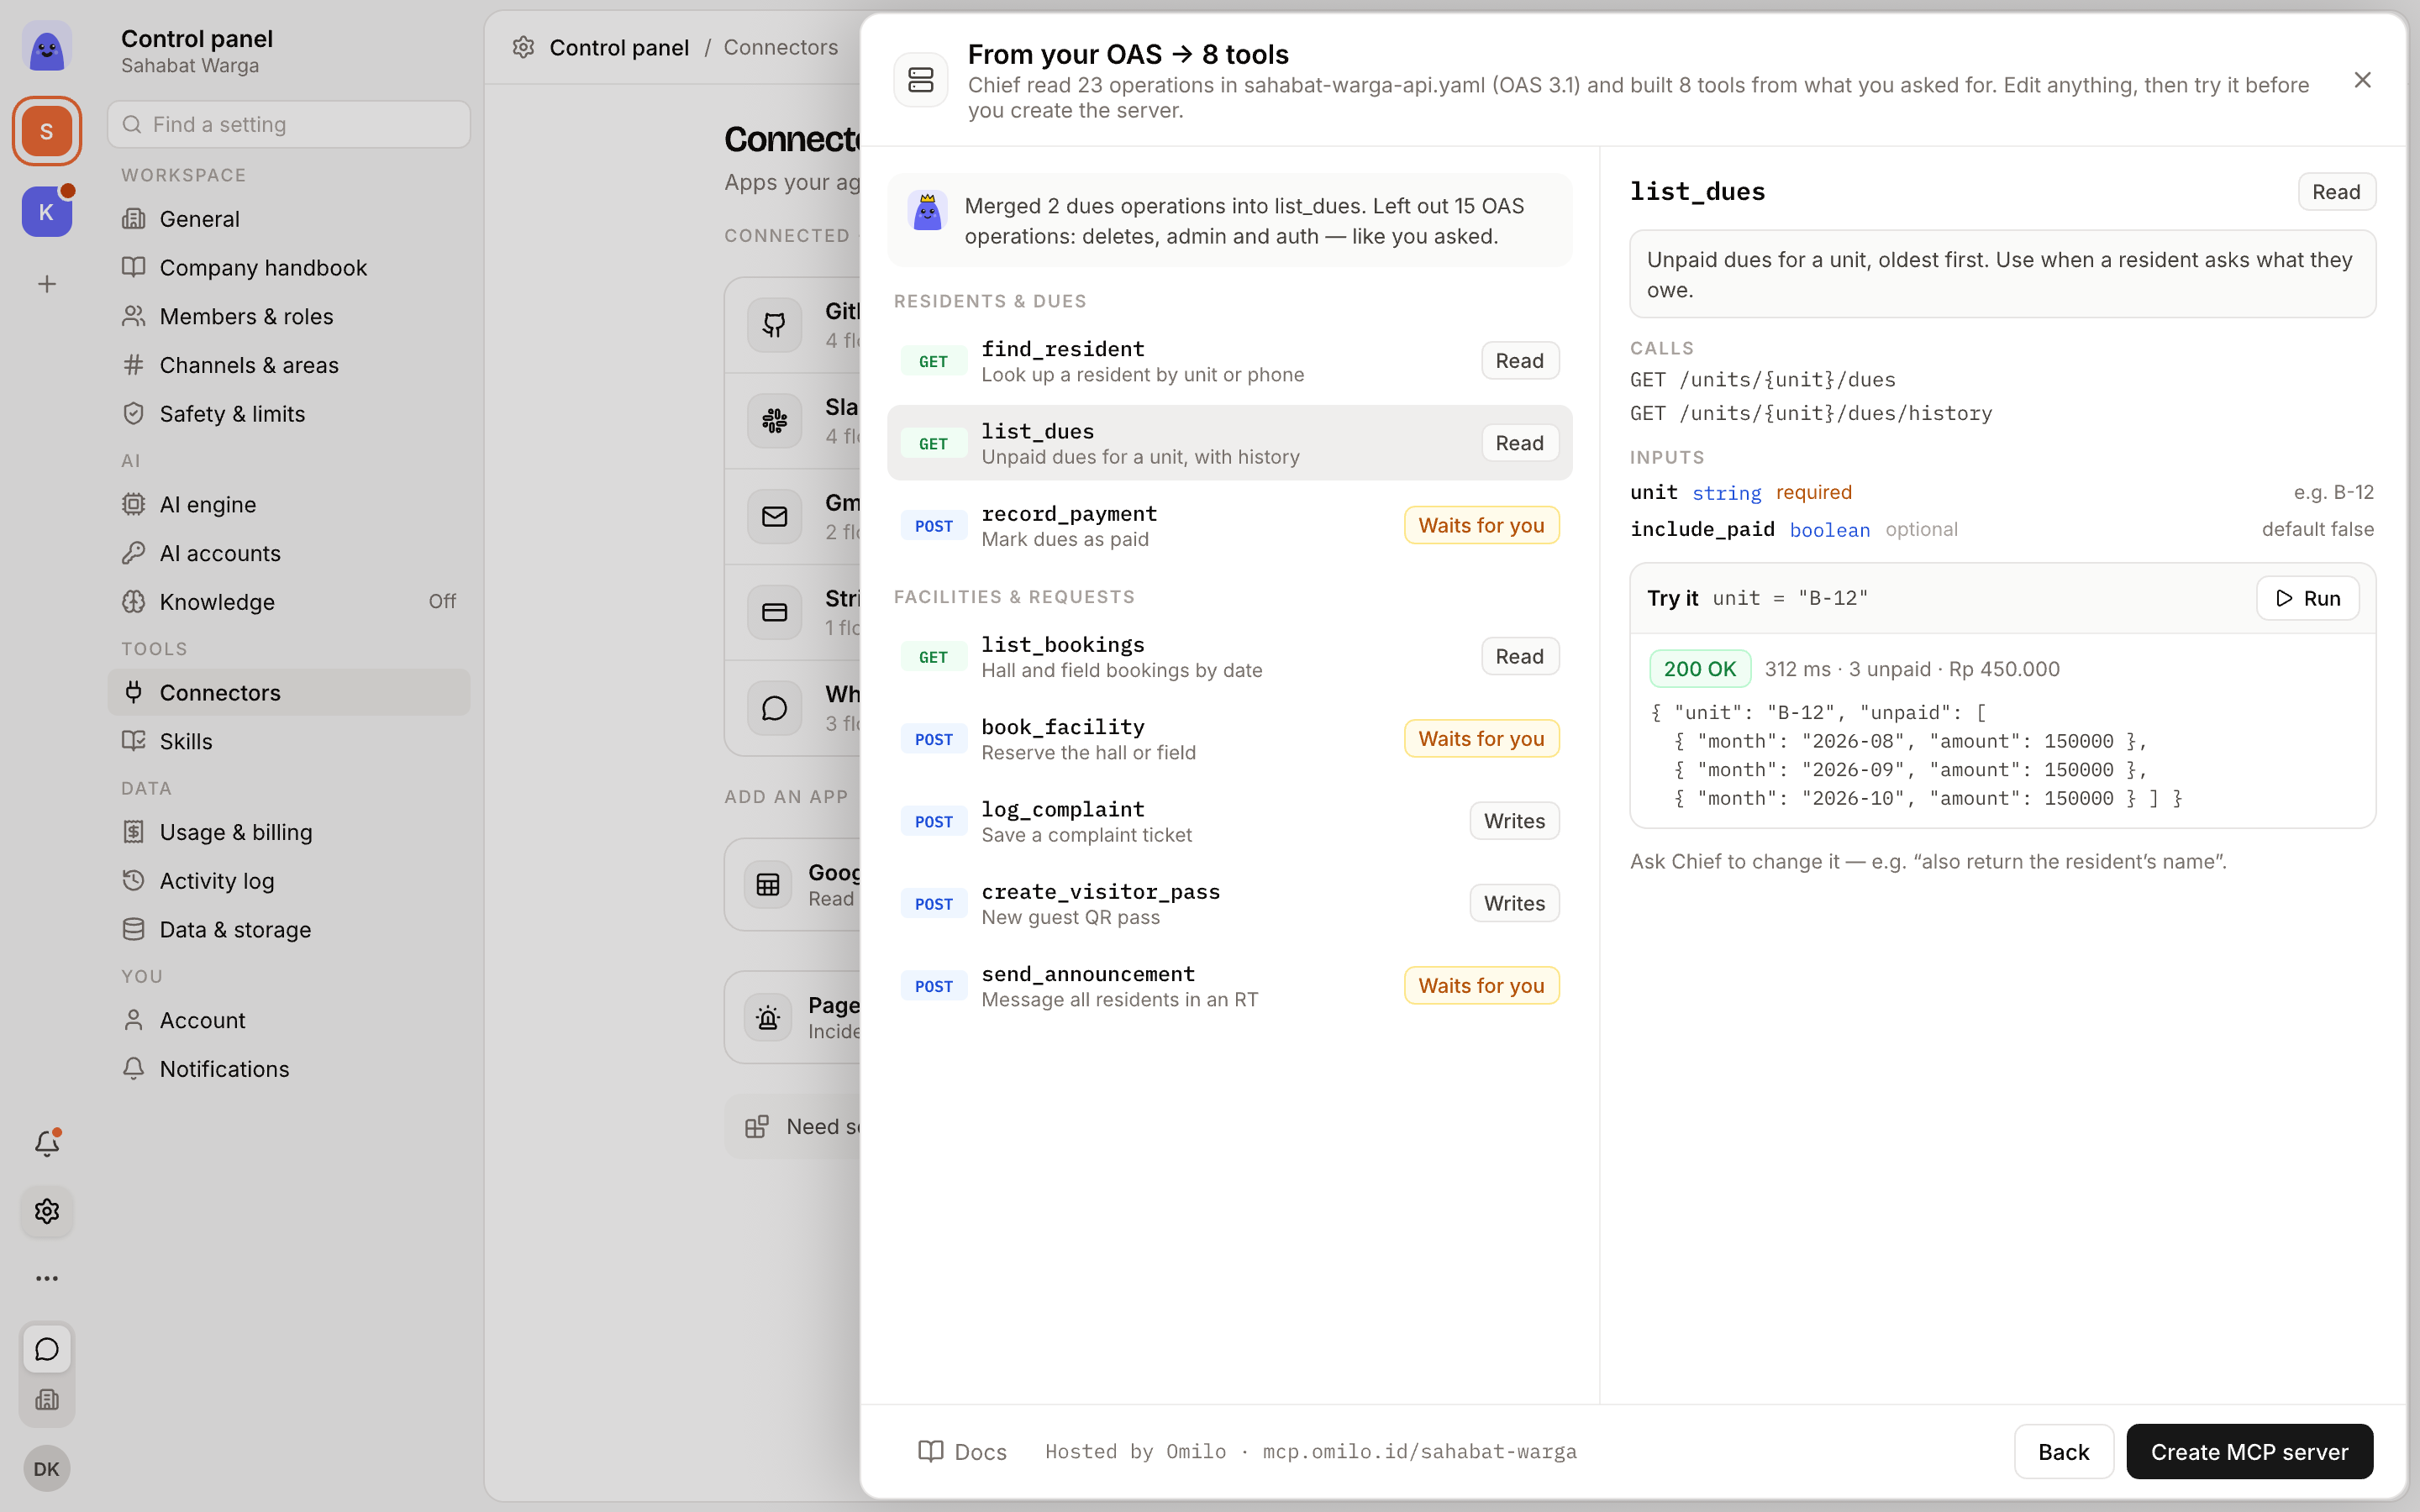 Control panel
Sahabat Warga
S
K
Find a setting
WORKSPACE
General
Company handbook
Members & roles
Channels & areas
Safety & limits
AI
AI engine
AI accounts
Knowledge Off
TOOLS
Connectors
Skills
DATA
Usage & billing
Activity log
Data & storage
YOU
Account
Notifications
DK
Control panel / Connectors
Apps your
CONNECTED
4
4
2
1
3
ADD AN APP
Read
Need
From your OAS → 8 tools
Chief read 23 operations in sahabat-warga-api.yaml (OAS 3.1) and built 8 tools from what you asked for. Edit anything, then try it before
you create the server.
Merged 2 dues operations into list_dues. Left out 15 OAS
operations: deletes, admin and auth — like you asked.
RESIDENTS & DUES
GET find_resident Read
Look up a resident by unit or phone
GET list_dues Read
Unpaid dues for a unit, with history
POST record_payment Waits for you
Mark dues as paid
FACILITIES & REQUESTS
GET list_bookings Read
Hall and field bookings by date
POST book_facility Waits for you
Reserve the hall or field
POST log_complaint Writes
Save a complaint ticket
POST create_visitor_pass Writes
New guest QR pass
POST send_announcement Waits for you
Message all residents in an RT
list_dues Read
Unpaid dues for a unit, oldest first. Use when a resident asks what they
owe.
CALLS
GET /units/{unit}/dues
GET /units/{unit}/dues/history
INPUTS
unit string required e.g. B-12
include_paid boolean optional default false
Try it unit = "B-12" Run
200 OK 312 ms · 3 unpaid · Rp 450.000
{ "unit": "B-12", "unpaid": [
{ "month": "2026-08", "amount": 150000 },
{ "month": "2026-09", "amount": 150000 },
{ "month": "2026-10", "amount": 150000 } ] }
Ask Chief to change it — e.g. “also return the resident’s name”.
Docs Hosted by Omilo · mcp.omilo.id/sahabat-warga
Back Create MCP server